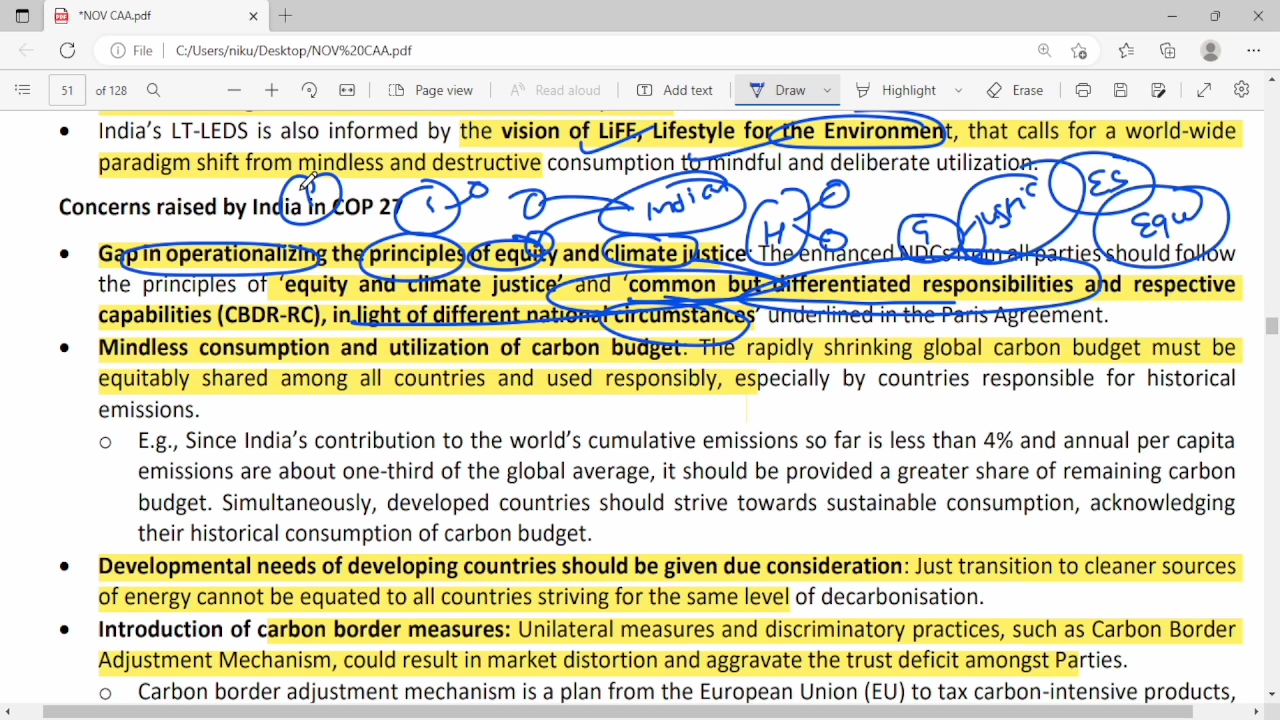 *NOV CAA.pdf
File C:/Users/niku/Desktop/NOV%20CAA.pdf
51 of 128 Page view Read aloud Add text Draw Highlight Erase
• India's LT-LEDS is also informed by the vision of LiFE, Lifestyle for the Environment, that calls for a world-wide
paradigm shift from mindless and destructive consumption to mindful and deliberate utilization.
Indian H G Justic ES Equ
Concerns raised by India in COP 27
• Gap in operationalizing the principles of equity and climate justice: The enhanced NDCs from all parties should follow
the principles of 'equity and climate justice' and 'common but differentiated responsibilities and respective
capabilities (CBDR-RC), in light of different national circumstances' underlined in the Paris Agreement.
• Mindless consumption and utilization of carbon budget: The rapidly shrinking global carbon budget must be
equitably shared among all countries and used responsibly, especially by countries responsible for historical
emissions.
o E.g., Since India's contribution to the world's cumulative emissions so far is less than 4% and annual per capita
emissions are about one-third of the global average, it should be provided a greater share of remaining carbon
budget. Simultaneously, developed countries should strive towards sustainable consumption, acknowledging
their historical consumption of carbon budget.
• Developmental needs of developing countries should be given due consideration: Just transition to cleaner sources
of energy cannot be equated to all countries striving for the same level of decarbonisation.
• Introduction of carbon border measures: Unilateral measures and discriminatory practices, such as Carbon Border
Adjustment Mechanism, could result in market distortion and aggravate the trust deficit amongst Parties.
o Carbon border adjustment mechanism is a plan from the European Union (EU) to tax carbon-intensive products,